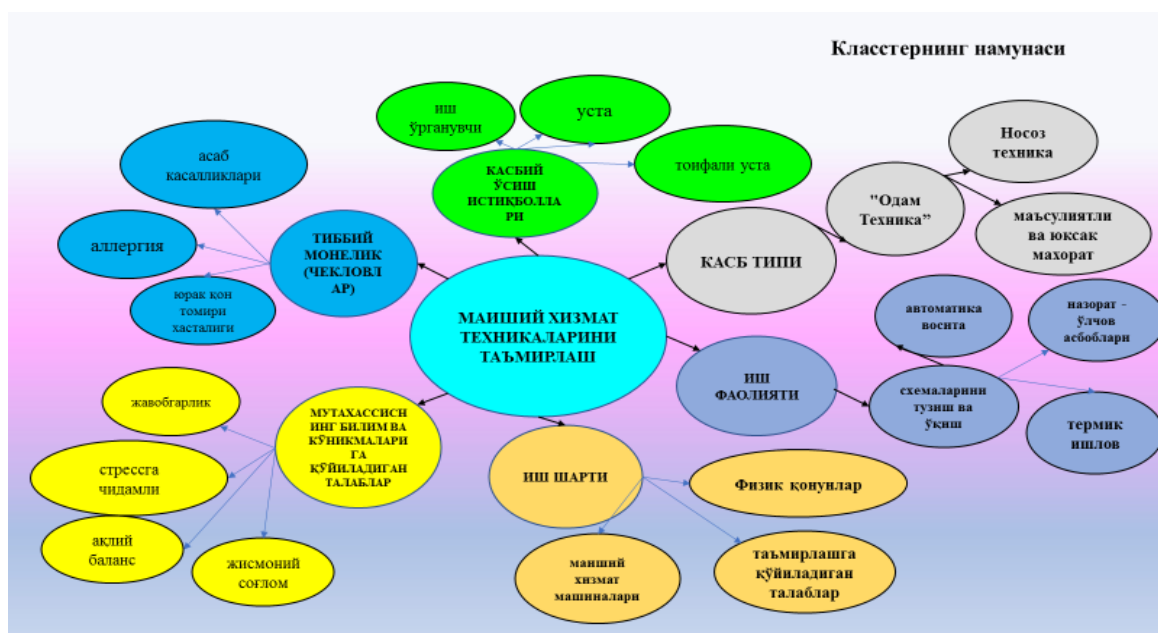 Класстернинг намунаси
иш
ўрганувчи
уста
тоифали уста
КАСБИЙ
ЎСИШ
ИСТИҚБОЛЛА
РИ
асаб
касалликлари
аллергия
юрак қон
томири
хасталиги
ТИББИЙ
МОНЕЛИК
(ЧЕКЛОВЛ
АР)
КАСБ ТИПИ
"Одам
Техника”
Носоз
техника
маъсулиятли
ва юксак
махорат
МАИШИЙ ХИЗМАТ
ТЕХНИКАЛАРИНИ
ТАЪМИРЛАШ
ИШ
ФАОЛИЯТИ
автоматика
восита
назорат -
ўлчов
асбоблари
схемаларини
тузиш ва
ўқиш
термик
ишлов
МУТАХАССИСН
ИНГ БИЛИМ ВА
КЎНИКМАЛАРИ
ГА
ҚЎЙИЛАДИГАН
ТАЛАБЛАР
жавобгарлик
стрессга
чидамли
ақлий
баланс
жисмоний
соғлом
ИШ ШАРТИ
Физик қонунлар
маиший
хизмат
машиналари
таъмирлашга
қўйиладиган
талаблар